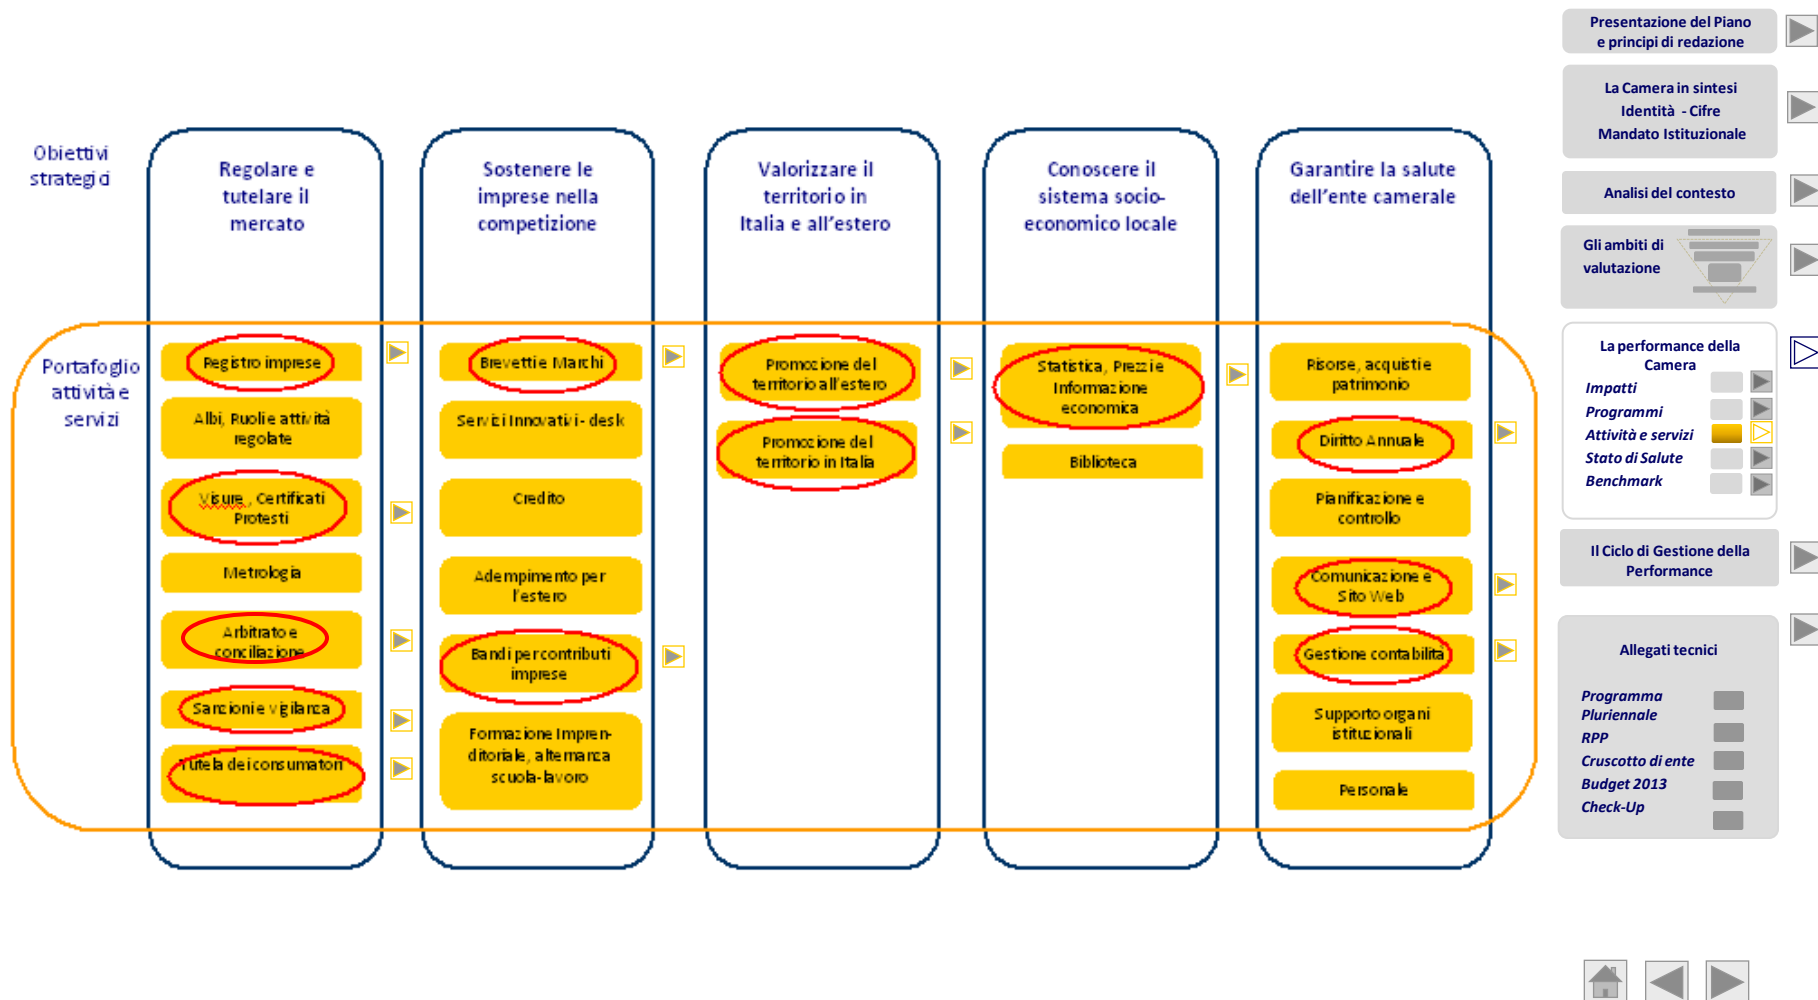 Obiettivi
strategici
Regolare e
tutelare il
mercato
Sostenere le
imprese nella
competizione
Valorizzare il
territorio in
Italia e all'estero
Conoscere il
sistema socio-
economico locale
Garantire la salute
dell'ente camerale
Portafoglio
attività e
servizi
Registro imprese
Albi, Ruoli e attività
regolate
Visure, Certificati
Protesti
Metrologia
Arbitrato e
conciliazione
Sanzioni e vigilanza
Tutela dei consumatori
Brevetti e Marchi
Servizi Innovativi - desk
Credito
Adempimento per
l'estero
Bandi per contributi
imprese
Formazione Impren-
ditoriale, alternanza
scuola-lavoro
Promozione del
territorio all'estero
Promozione del
territorio in Italia
Statistica, Prezzi e
Informazione
economica
Biblioteca
Risorse, acquisti e
patrimonio
Diritto Annuale
Pianificazione e
controllo
Comunicazione e
Sito Web
Gestione contabilità
Supporto organi
istituzionali
Personale
Presentazione del Piano
e principi di redazione
La Camera in sintesi
Identità - Cifre
Mandato Istituzionale
Analisi del contesto
Gli ambiti di
valutazione
La performance della
Camera
Impatti
Programmi
Attività e servizi
Stato di Salute
Benchmark
Il Ciclo di Gestione della
Performance
Allegati tecnici
Programma
Pluriennale
RPP
Cruscotto di ente
Budget 2013
Check-Up